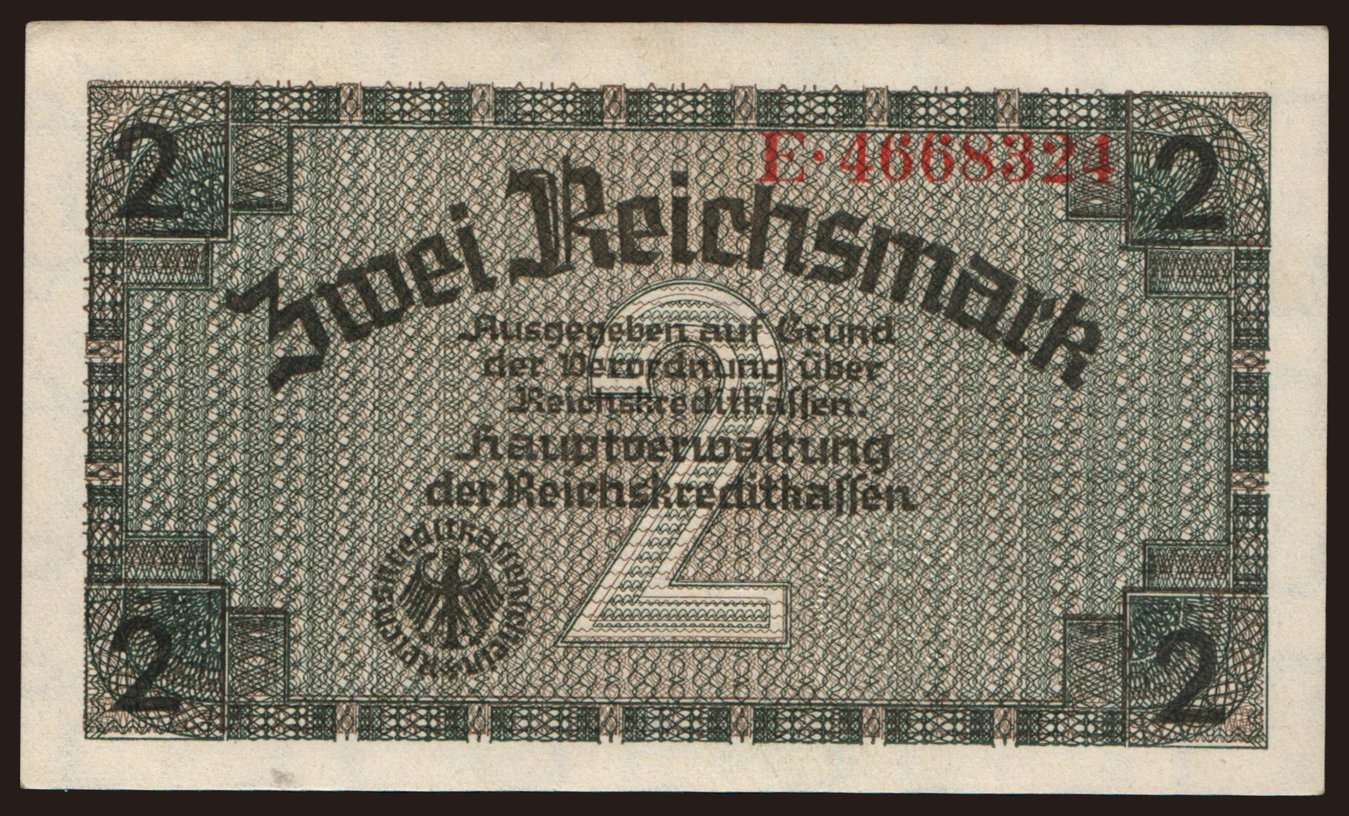 2
2
E·4668324
Zwei Reichsmark
2
Ausgegeben auf Grund
der Verordnung über
Reichskreditkassen.
Hauptverwaltung
der Reichskreditkassen
2
2